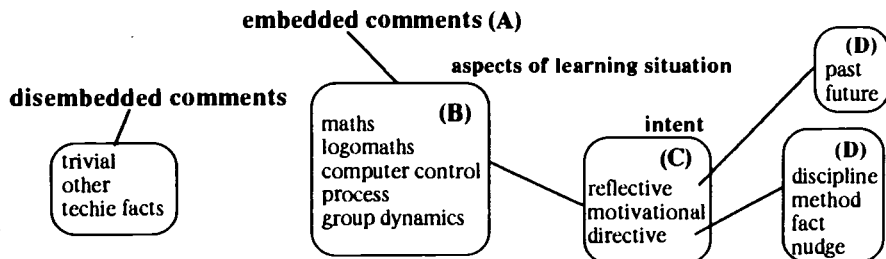 embedded comments (A)
aspects of learning situation
disembedded comments
trivial
other
techie facts
(B)
maths
logomaths
computer control
process
group dynamics
intent
(C)
reflective
motivational
directive
(D)
past
future
(D)
discipline
method
fact
nudge